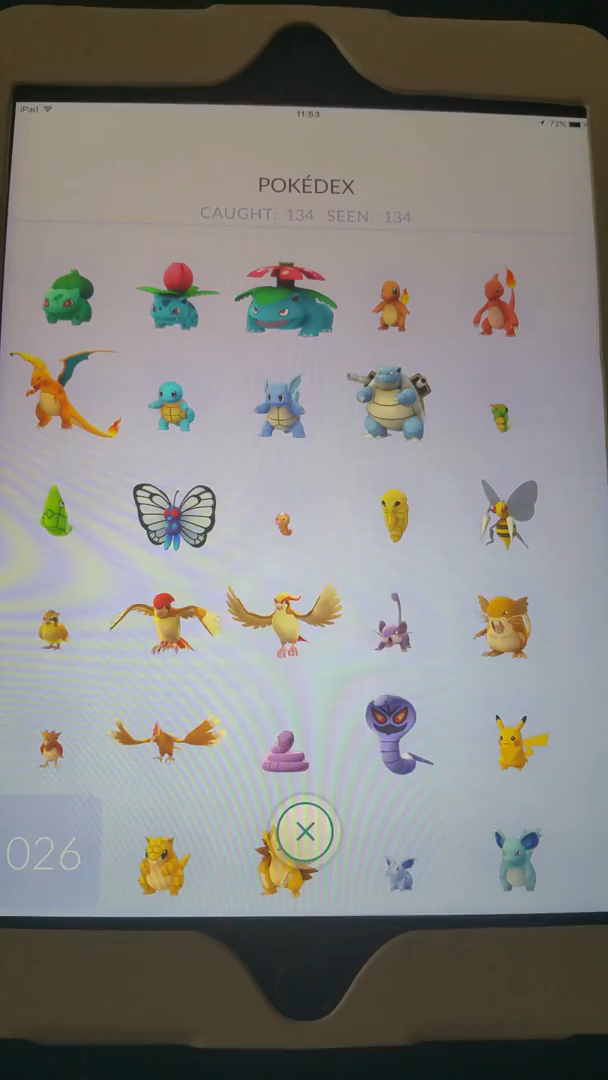 iPad
11:53
72%
POKÉDEX
CAUGHT: 134 SEEN: 134
026